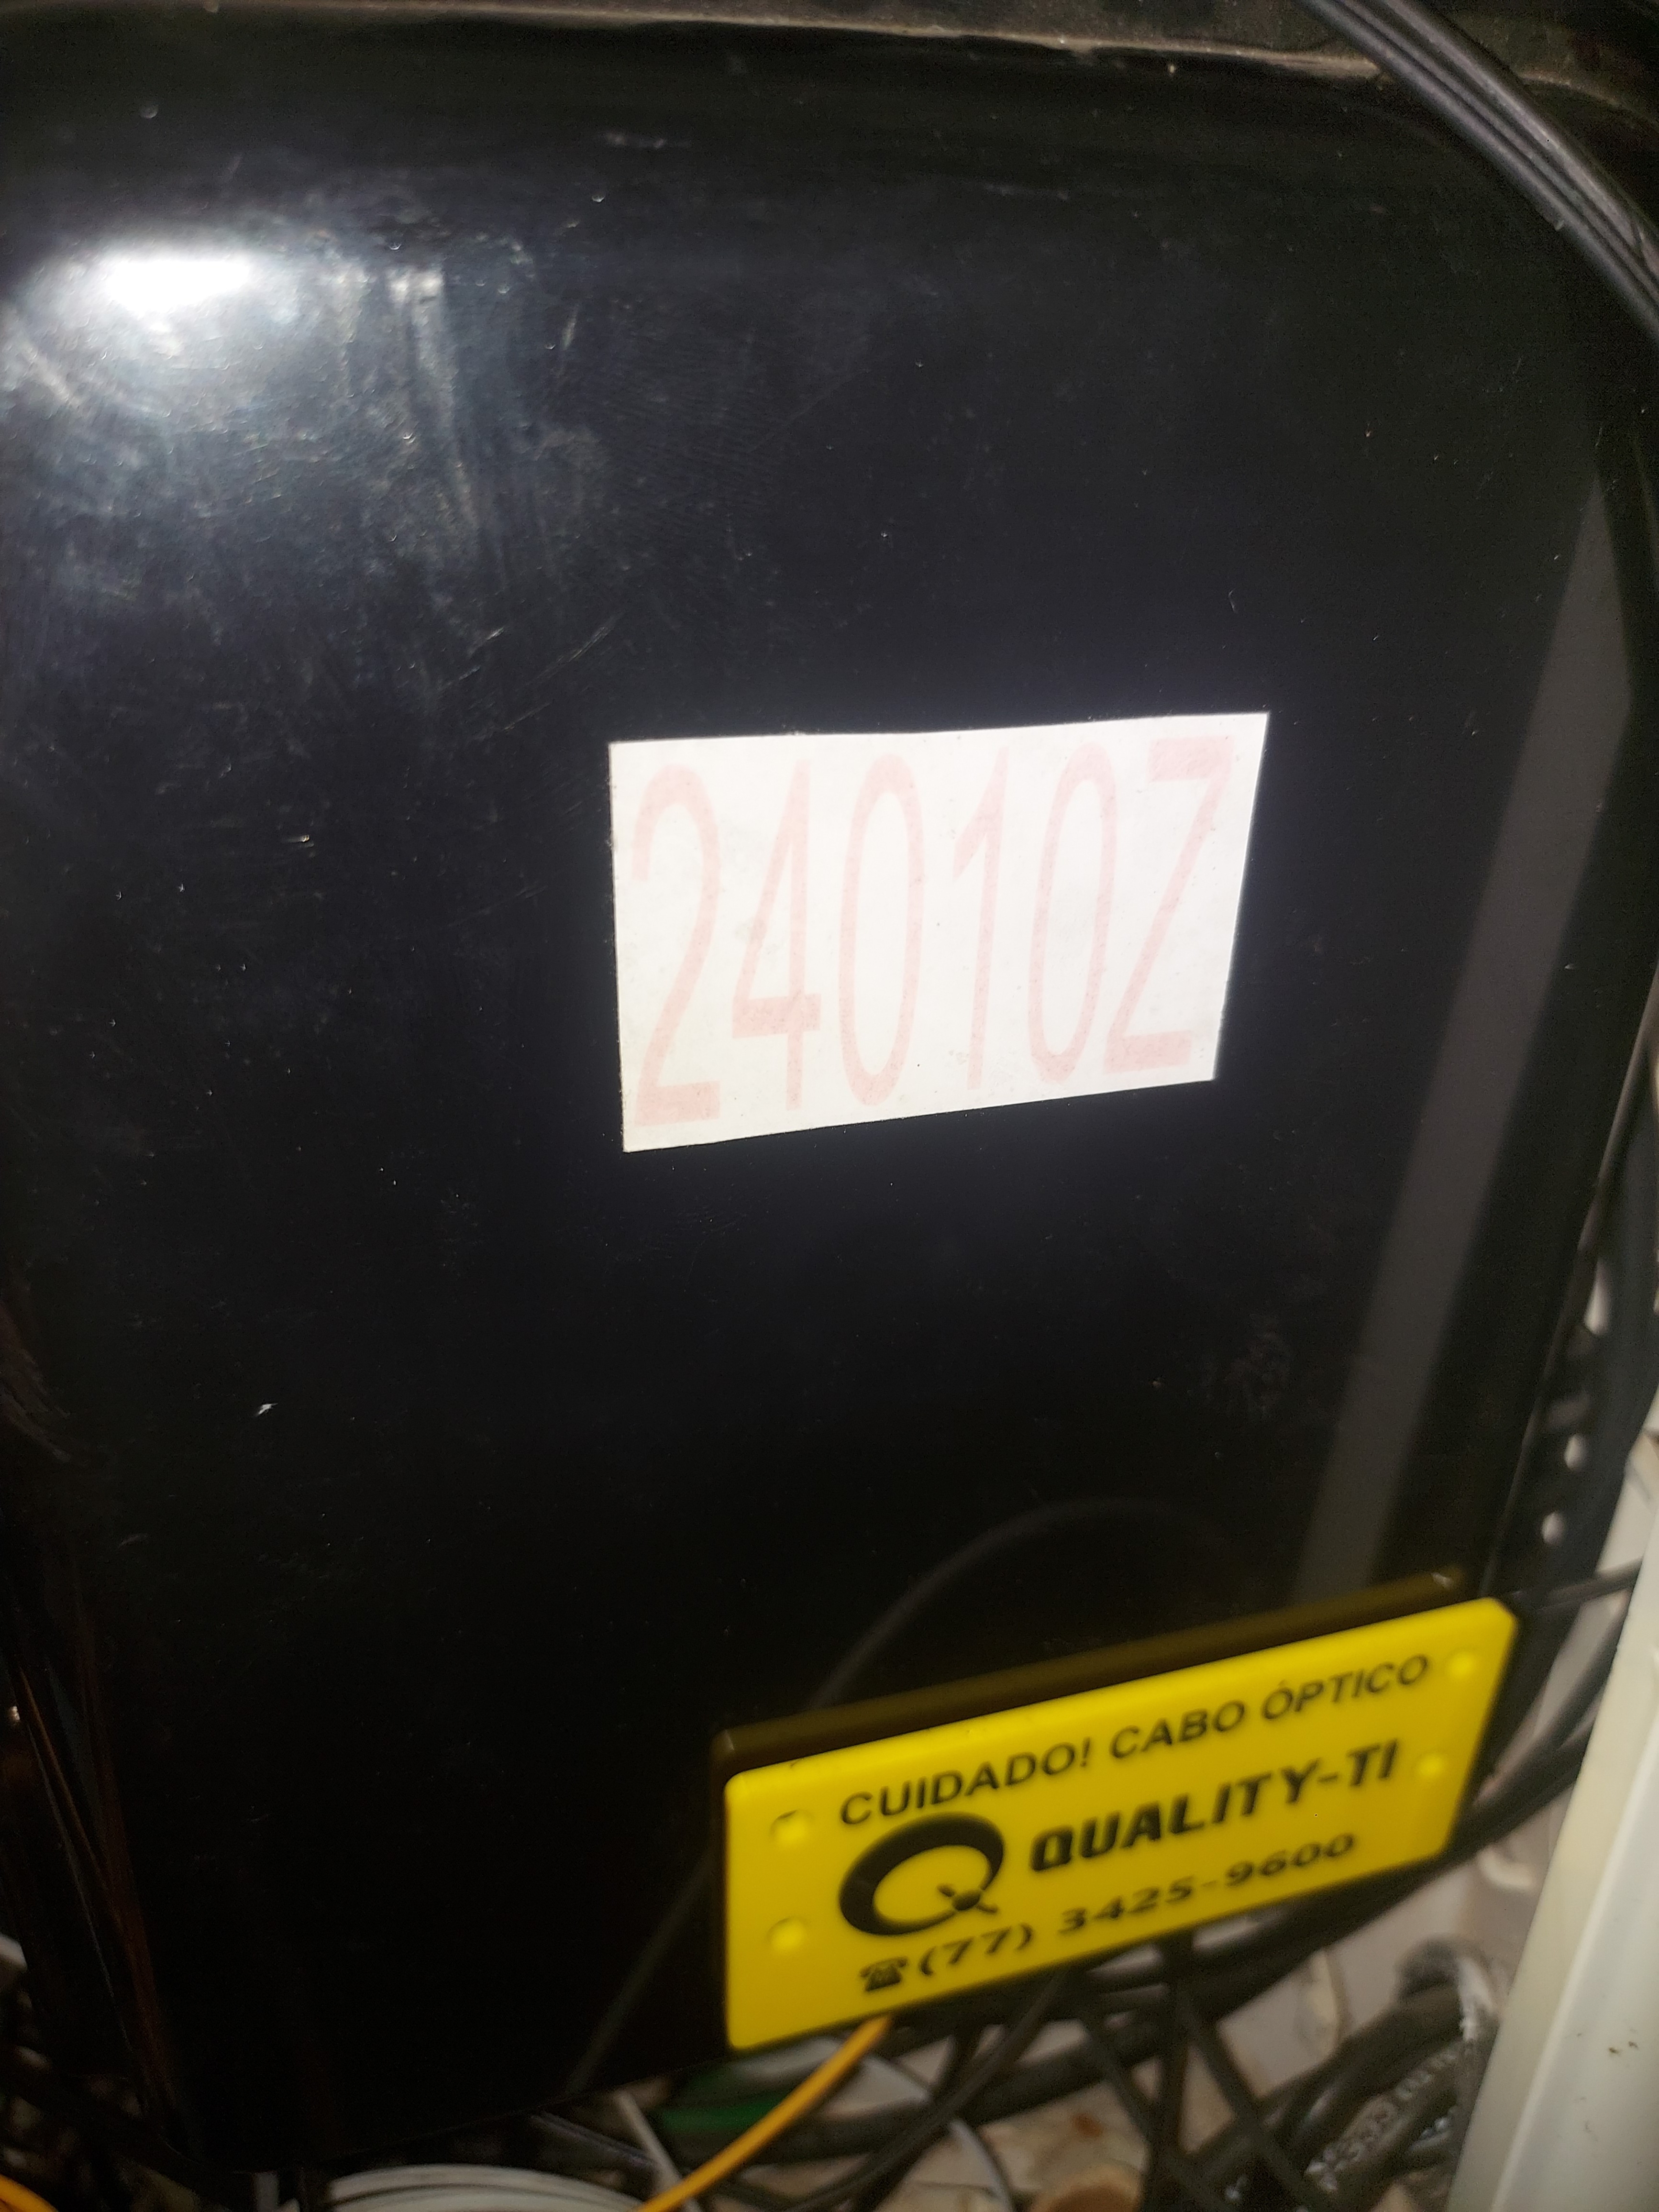 24010Z
CUIDADO! CABO ÓPTICO
QUALITY-TI
☎(77) 3425-9600